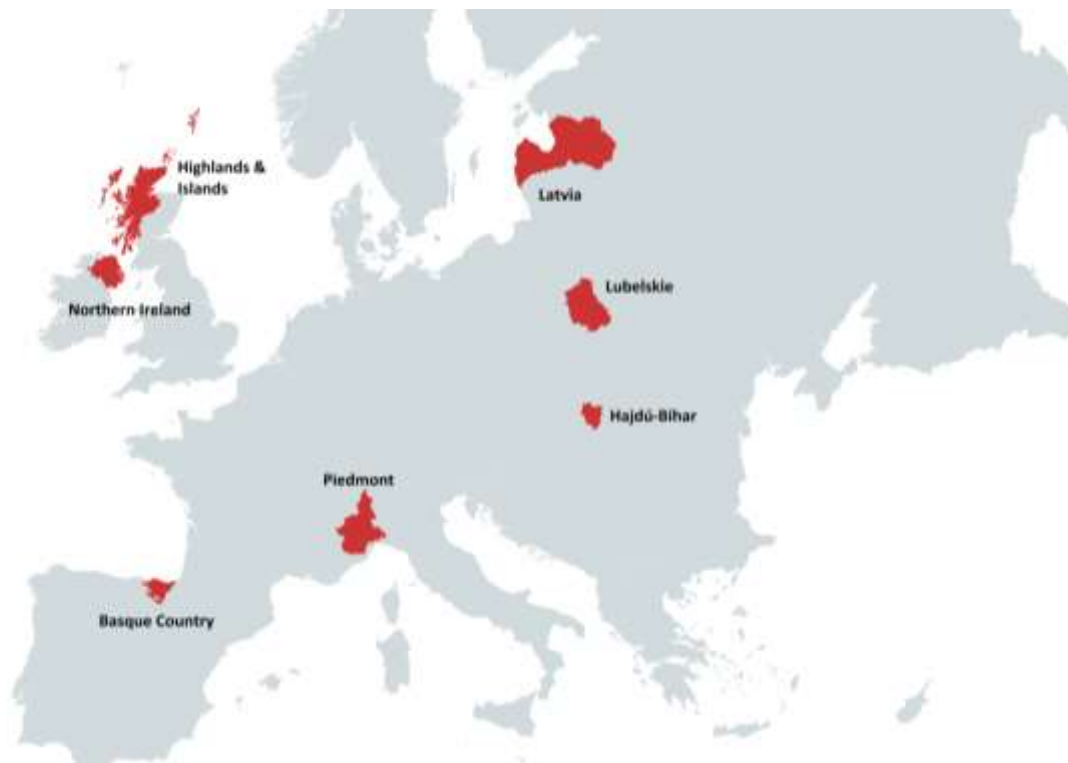 Highlands &
Islands
Latvia
Northern Ireland
Lubelskie
Hajdú-Bihar
Piedmont
Basque Country